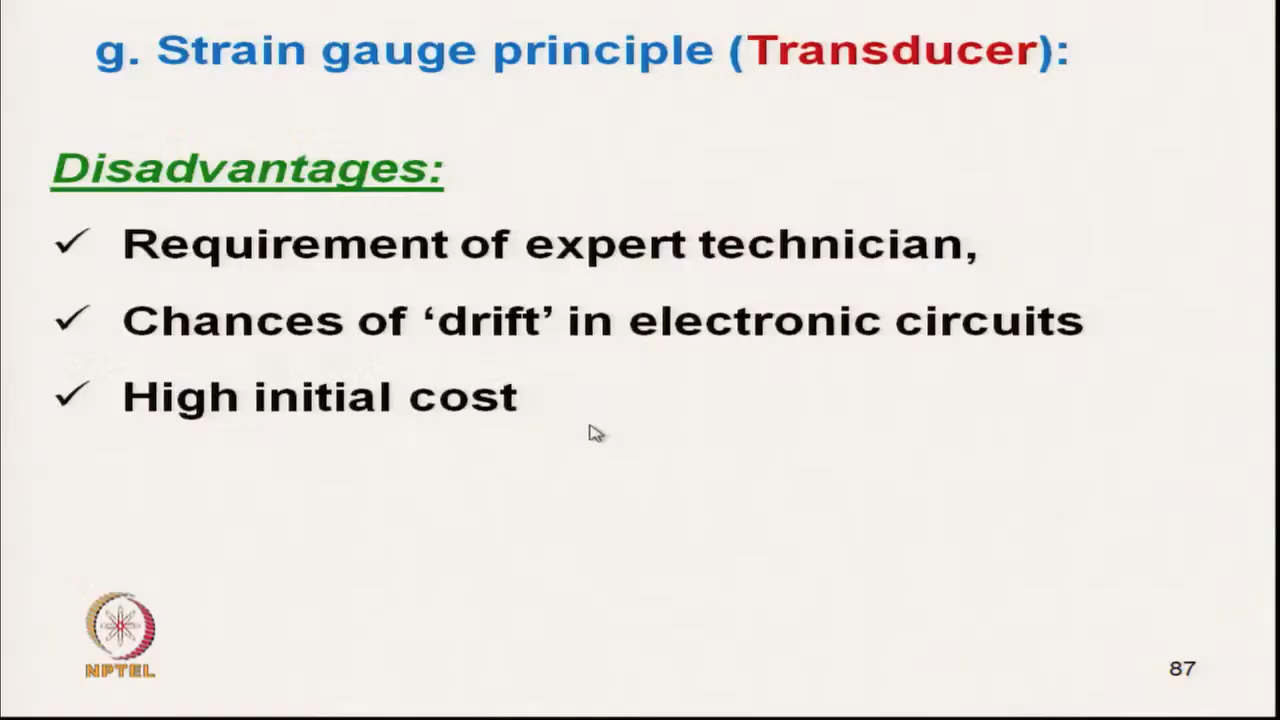 g. Strain gauge principle (Transducer):
Disadvantages:
✓ Requirement of expert technician,
✓ Chances of ‘drift’ in electronic circuits
✓ High initial cost
NPTEL
87